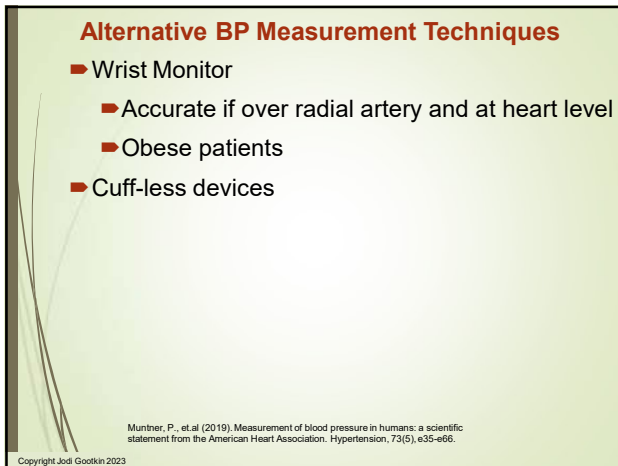 Alternative BP Measurement Techniques
Wrist Monitor
Accurate if over radial artery and at heart level
Obese patients
Cuff-less devices
Muntner, P., et.al (2019). Measurement of blood pressure in humans: a scientific
statement from the American Heart Association. Hypertension, 73(5), e35-e66.
Copyright Jodi Gootkin 2023